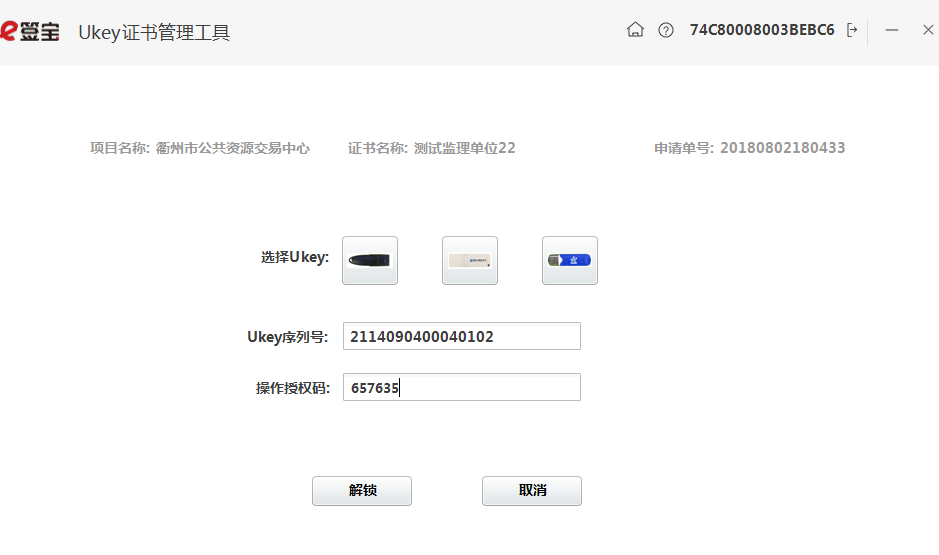 e签宝 Ukey证书管理工具 74C80008003BEBC6
项目名称: 衢州市公共资源交易中心 证书名称: 测试监理单位22 申请单号: 20180802180433
选择Ukey:
Ukey序列号: 2114090400040102
操作授权码: 657635
解锁 取消